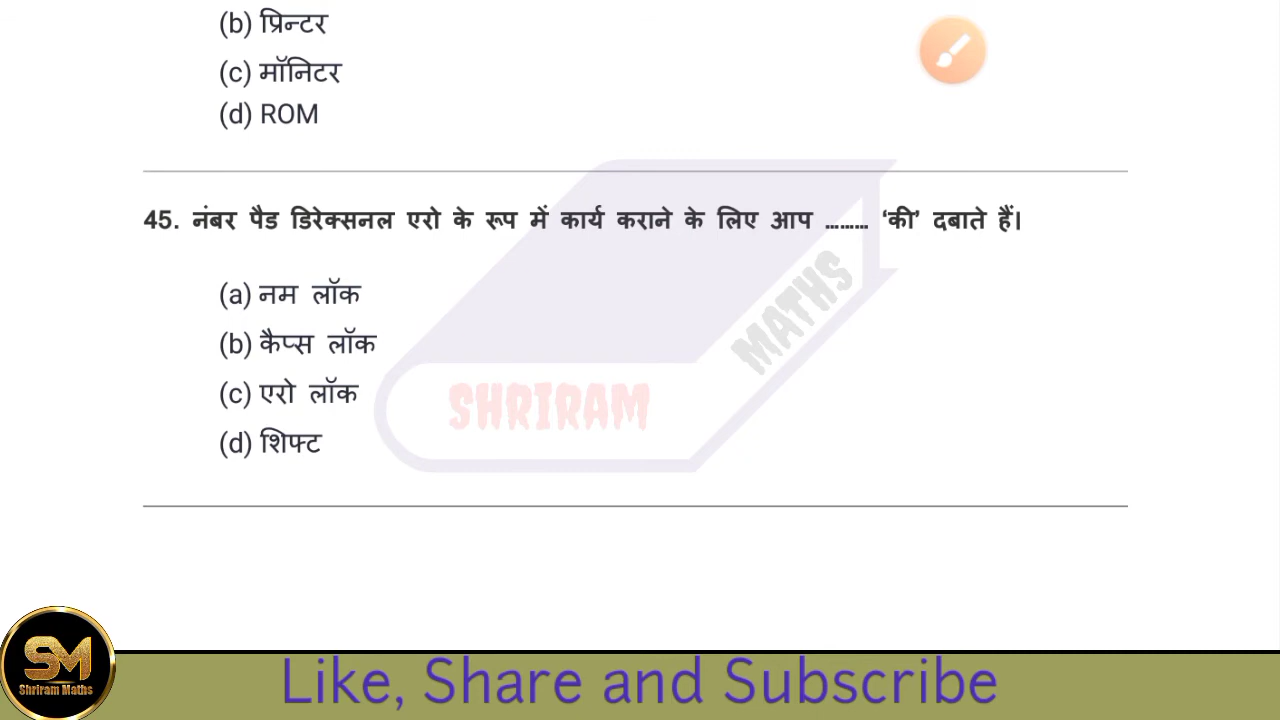 (b) प्रिन्टर
(c) मॉनिटर
(d) ROM
45. नंबर पैड डिरेक्सनल एरो के रूप में कार्य कराने के लिए आप ......... ‘की’ दबाते हैं।
(a) नम लॉक
(b) कैप्स लॉक
(c) एरो लॉक
(d) शिफ्ट
SHRIRAM
MATHS
SM
Shriram Maths
Like, Share and Subscribe